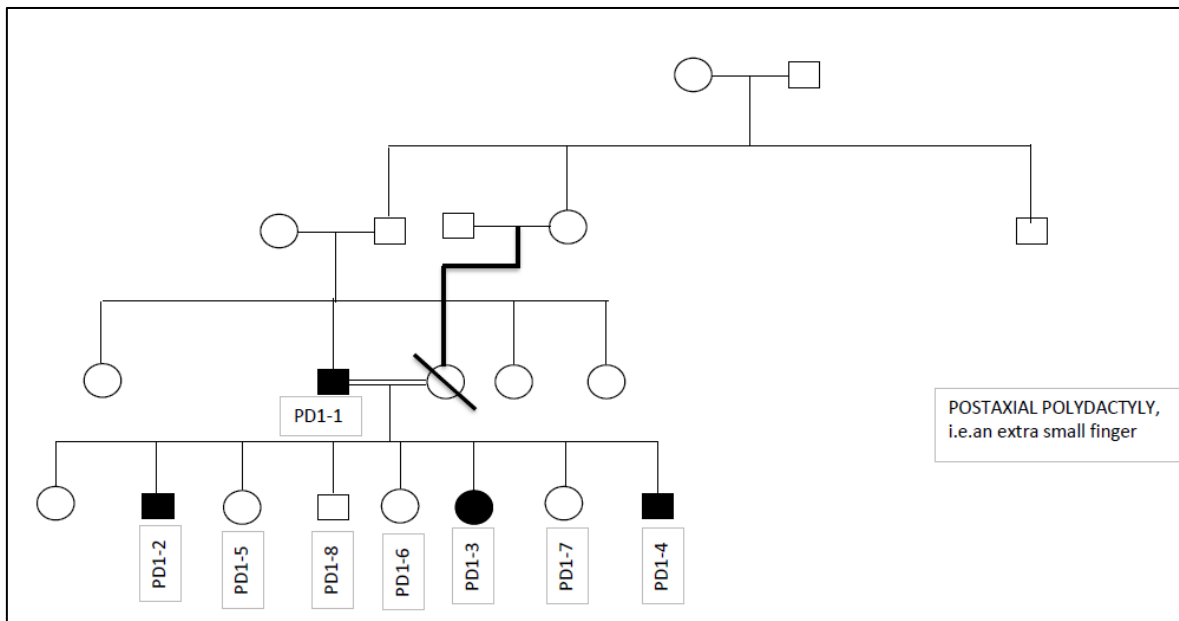 PD1-1
POSTAXIAL POLYDACTYLY,
i.e.an extra small finger
PD1-2
PD1-5
PD1-8
PD1-6
PD1-3
PD1-7
PD1-4